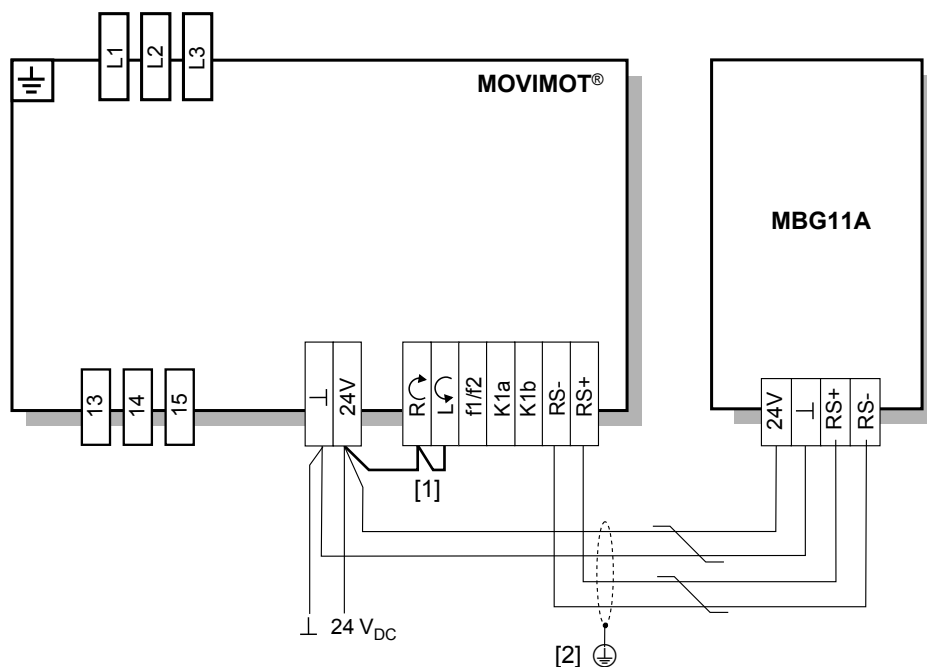 L1
L2
L3
MOVIMOT®
MBG11A
13
14
15
⊥
24V
R
L
f1/f2
K1a
K1b
RS-
RS+
24V
⊥
RS+
RS-
[1]
⊥ 24 VDC
[2]